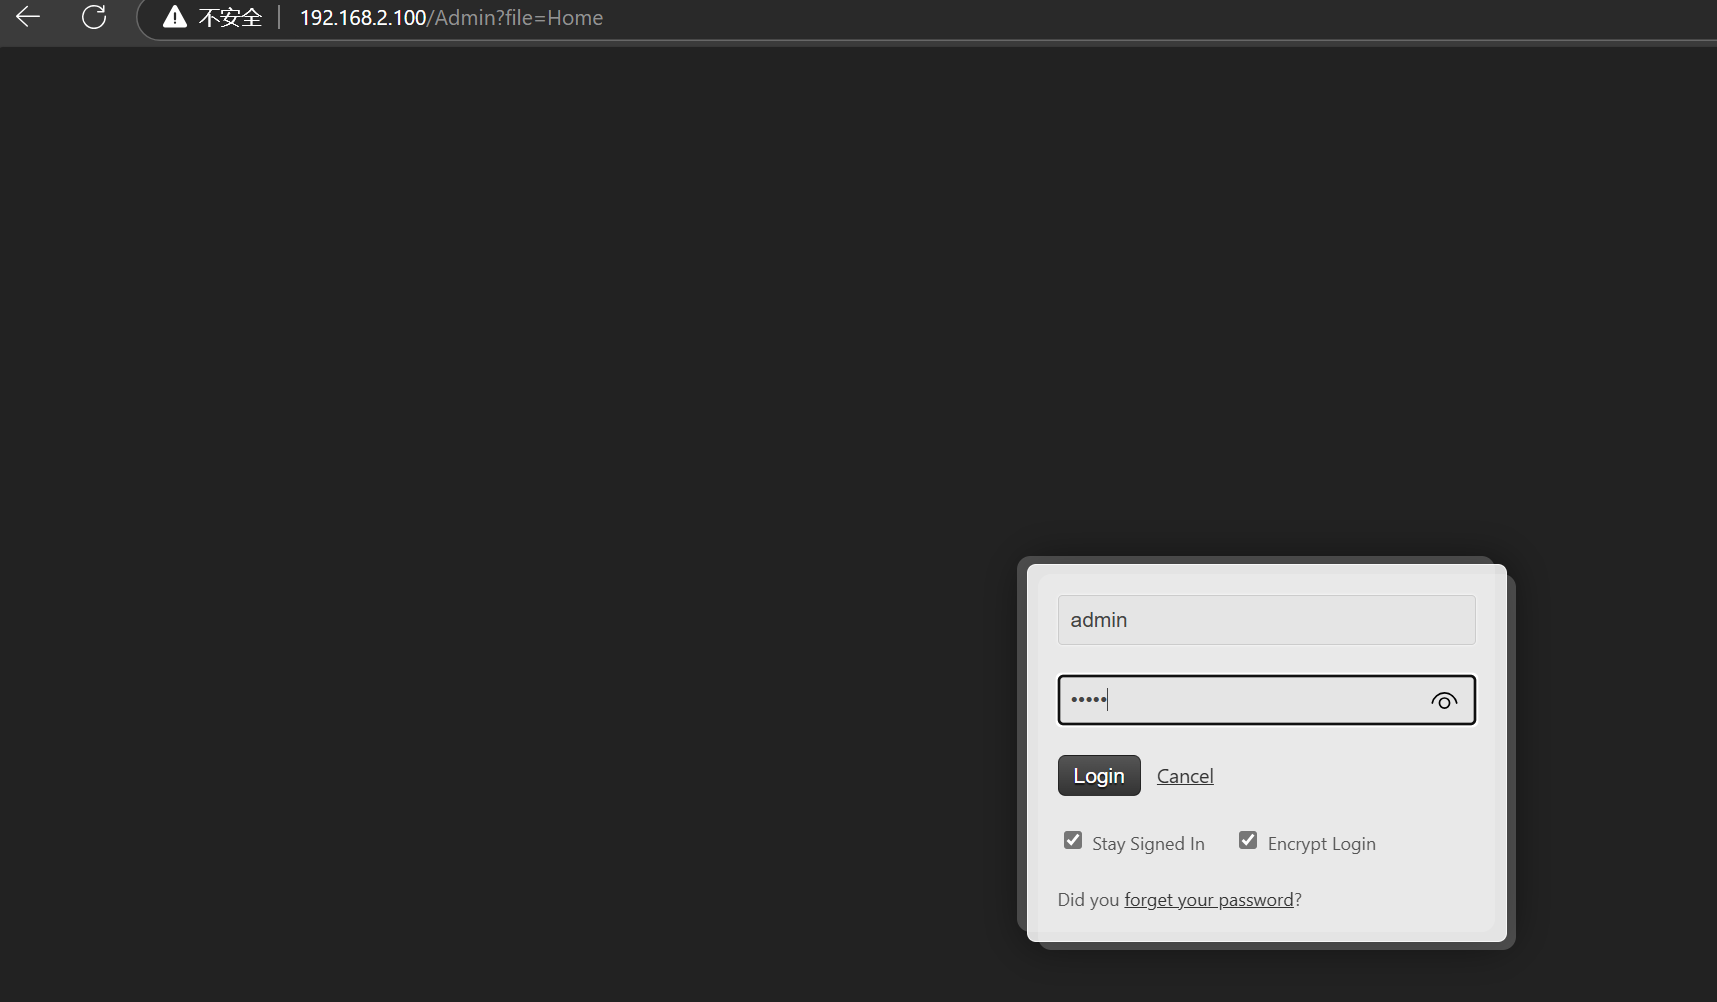 不安全 192.168.2.100/Admin?file=Home
admin
•••••
Login Cancel
Stay Signed In Encrypt Login
Did you forget your password?